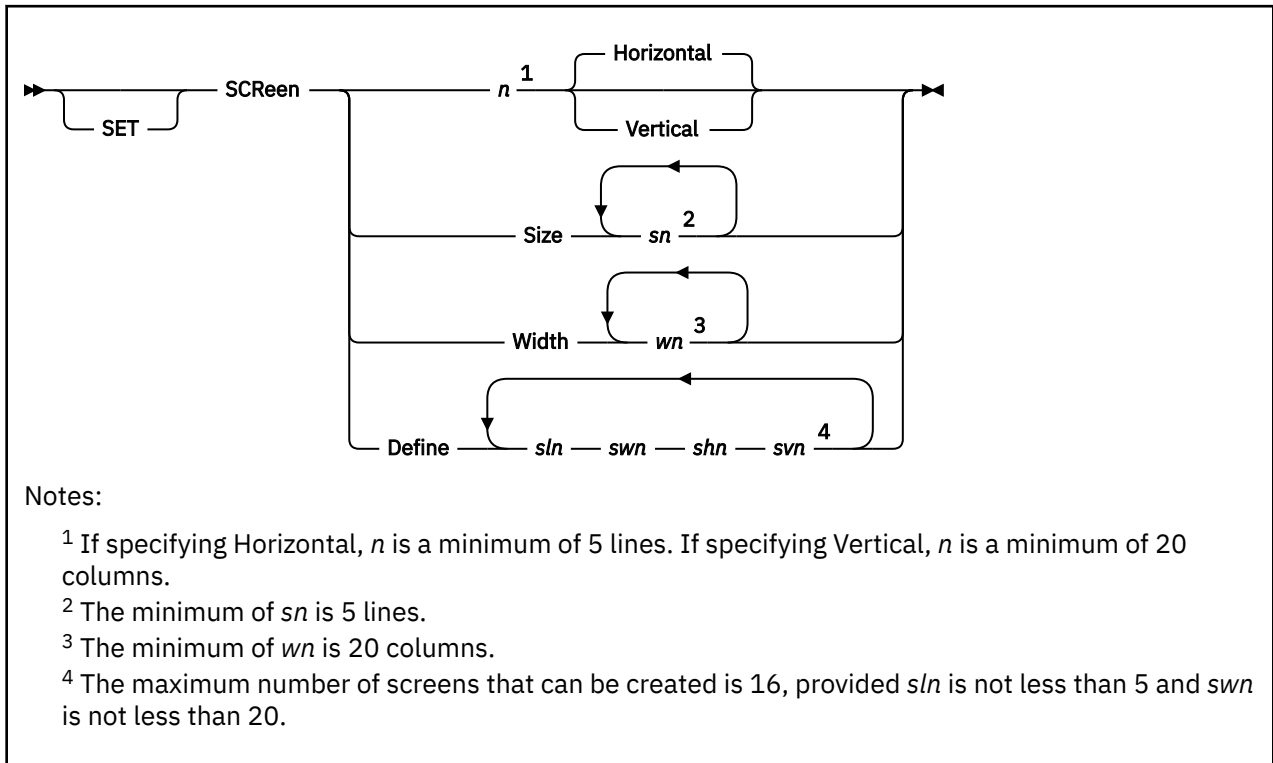 Horizontal
SCReen n 1
SET Vertical
Size sn 2
Width wn 3
Define sln swn shn svn 4
Notes:
1 If specifying Horizontal, n is a minimum of 5 lines. If specifying Vertical, n is a minimum of 20
columns.
2 The minimum of sn is 5 lines.
3 The minimum of wn is 20 columns.
4 The maximum number of screens that can be created is 16, provided sln is not less than 5 and swn
is not less than 20.